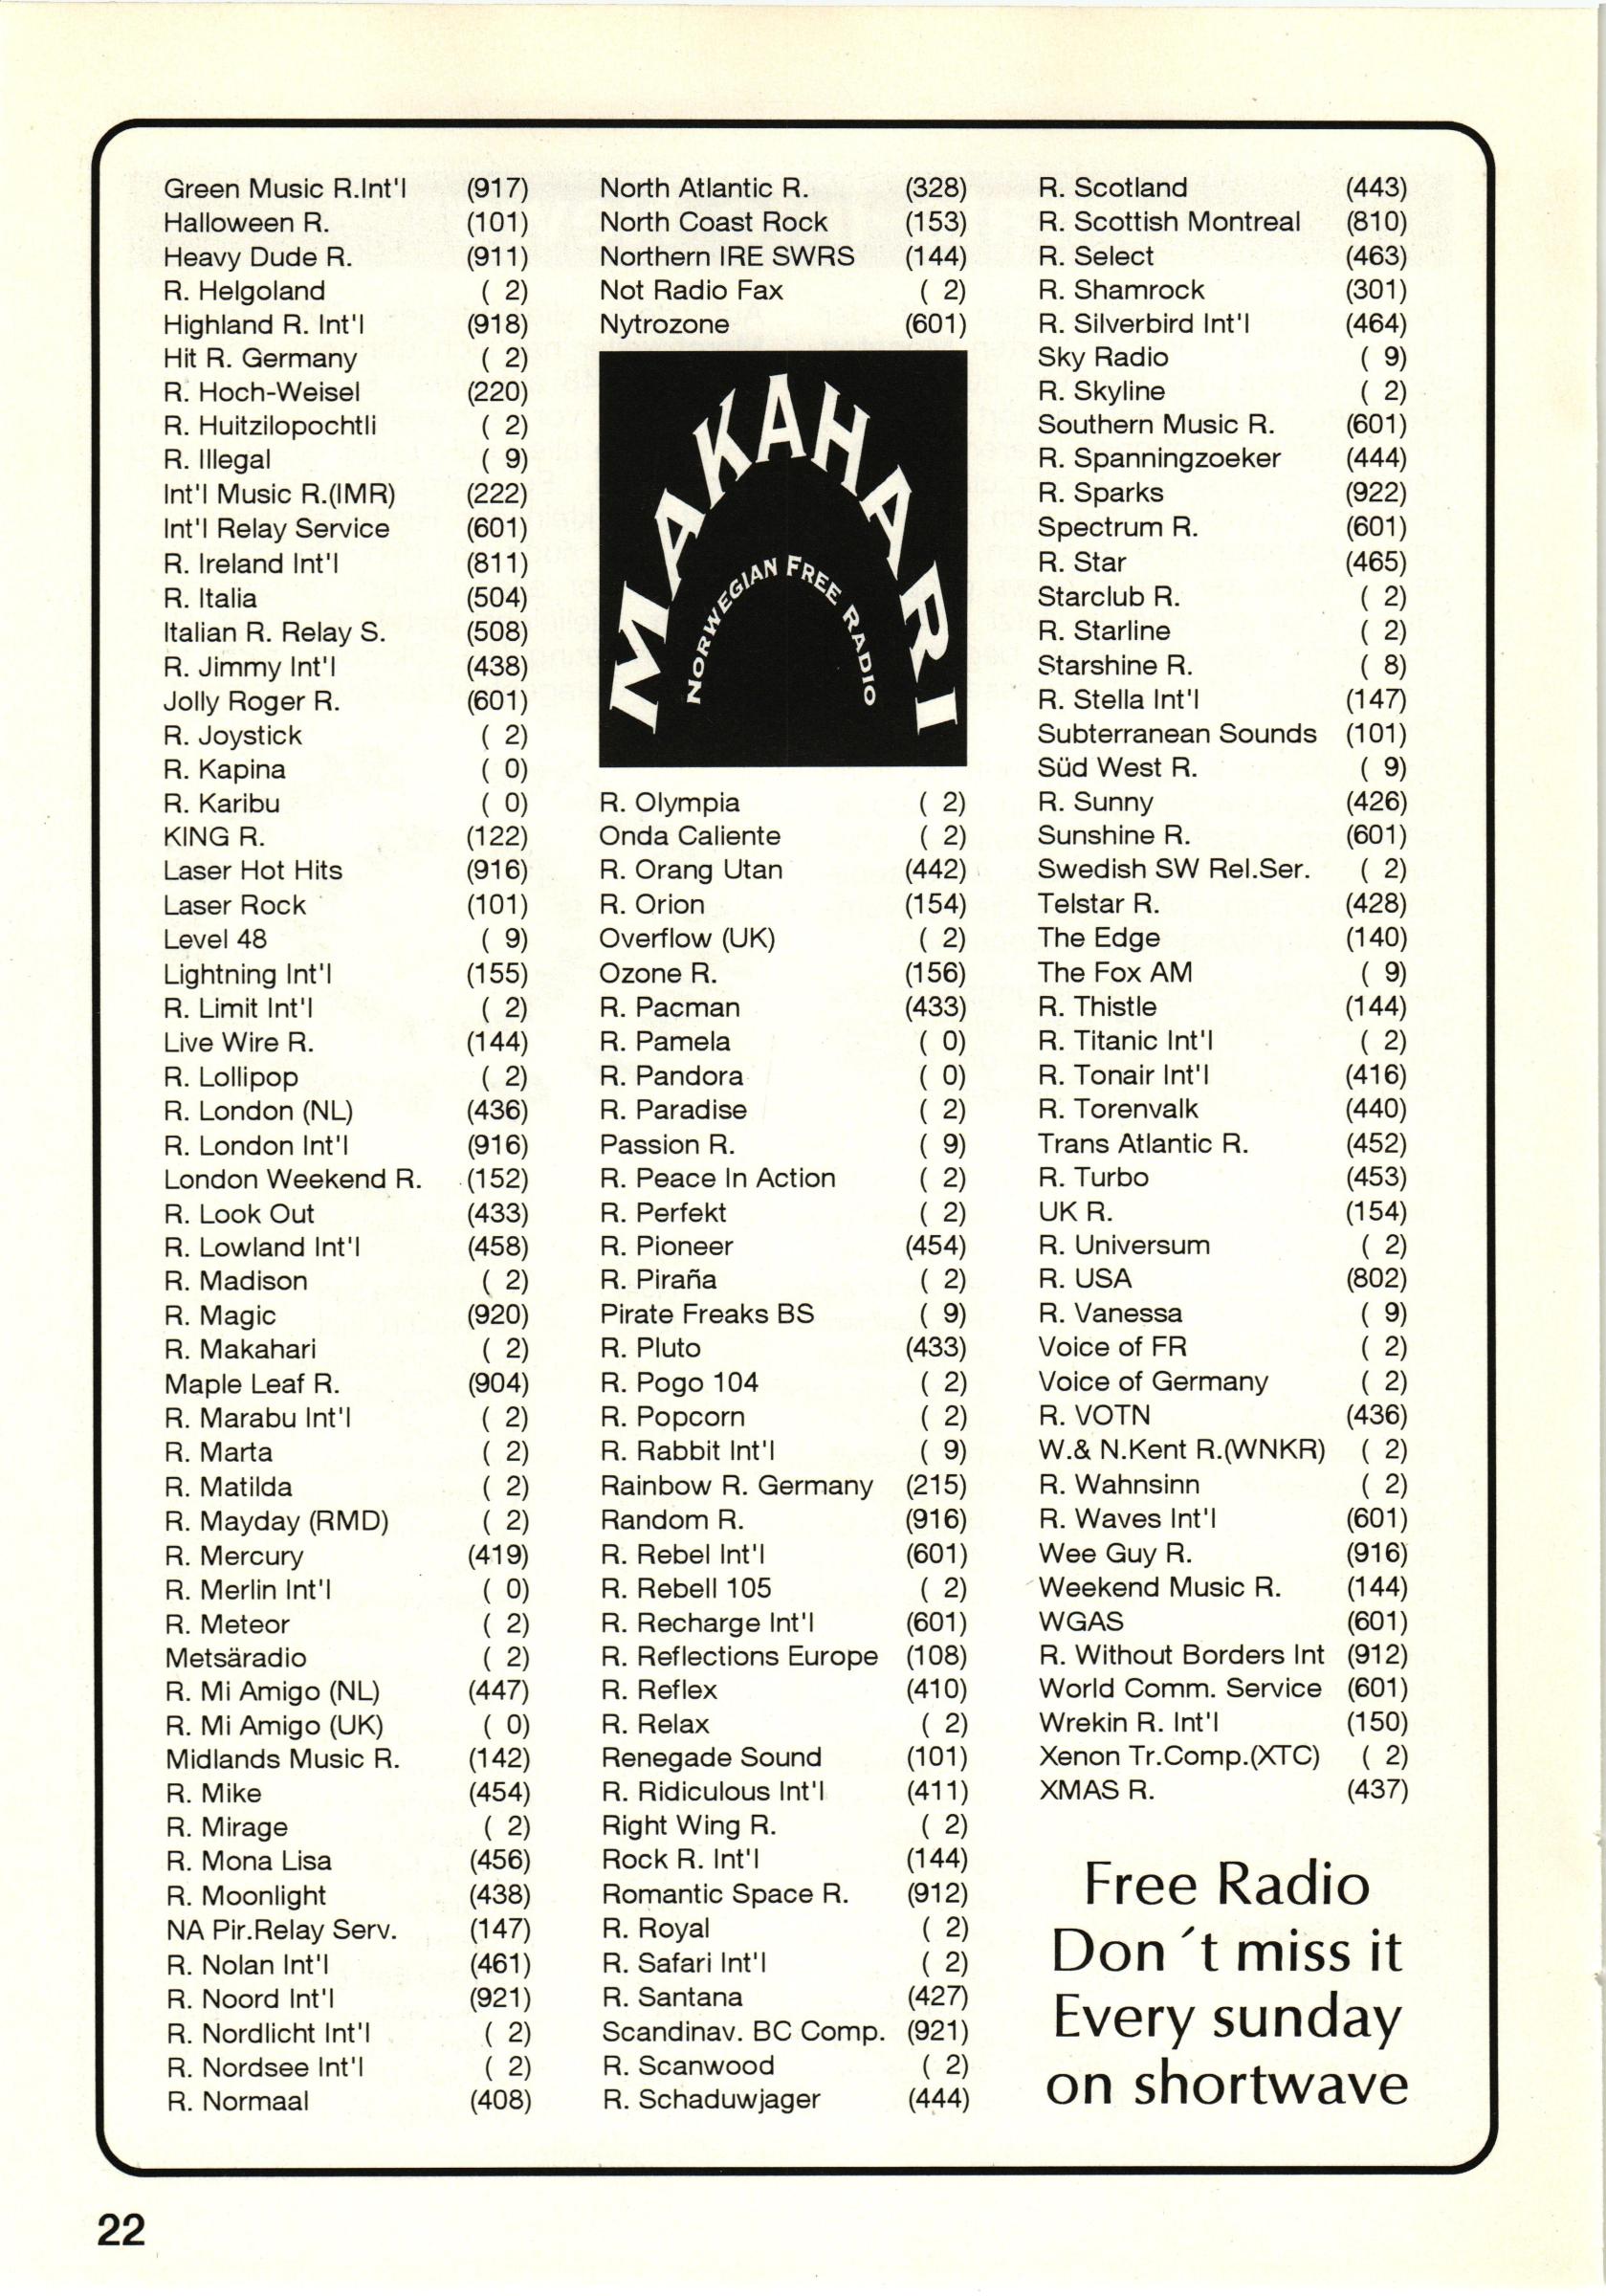 Green Music R.Int'l (917)
Halloween R. (101)
Heavy Dude R. (911)
R. Helgoland ( 2)
Highland R. Int'l (918)
Hit R. Germany ( 2)
R. Hoch-Weisel (220)
R. Huitzilopochtli ( 2)
R. Illegal ( 9)
Int'l Music R.(IMR) (222)
Int'l Relay Service (601)
R. Ireland Int'l (811)
R. Italia (504)
Italian R. Relay S. (508)
R. Jimmy Int'l (438)
Jolly Roger R. (601)
R. Joystick ( 2)
R. Kapina ( 0)
R. Karibu ( 0)
KING R. (122)
Laser Hot Hits (916)
Laser Rock (101)
Level 48 ( 9)
Lightning Int'l (155)
R. Limit Int'l ( 2)
Live Wire R. (144)
R. Lollipop ( 2)
R. London (NL) (436)
R. London Int'l (916)
London Weekend R. (152)
R. Look Out (433)
R. Lowland Int'l (458)
R. Madison ( 2)
R. Magic (920)
R. Makahari ( 2)
Maple Leaf R. (904)
R. Marabu Int'l ( 2)
R. Marta ( 2)
R. Matilda ( 2)
R. Mayday (RMD) ( 2)
R. Mercury (419)
R. Merlin Int'l ( 0)
R. Meteor ( 2)
Metsäradio ( 2)
R. Mi Amigo (NL) (447)
R. Mi Amigo (UK) ( 0)
Midlands Music R. (142)
R. Mike (454)
R. Mirage ( 2)
R. Mona Lisa (456)
R. Moonlight (438)
NA Pir.Relay Serv. (147)
R. Nolan Int'l (461)
R. Noord Int'l (921)
R. Nordlicht Int'l ( 2)
R. Nordsee Int'l ( 2)
R. Normaal (408)
North Atlantic R. (328)
North Coast Rock (153)
Northern IRE SWRS (144)
Not Radio Fax ( 2)
Nytrozone (601)
MAKAHARI
NORWEGIAN FREE RADIO
R. Olympia ( 2)
Onda Caliente ( 2)
R. Orang Utan (442)
R. Orion (154)
Overflow (UK) ( 2)
Ozone R. (156)
R. Pacman (433)
R. Pamela ( 0)
R. Pandora ( 0)
R. Paradise ( 2)
Passion R. ( 9)
R. Peace In Action ( 2)
R. Perfekt ( 2)
R. Pioneer (454)
R. Piraña ( 2)
Pirate Freaks BS ( 9)
R. Pluto (433)
R. Pogo 104 ( 2)
R. Popcorn ( 2)
R. Rabbit Int'l ( 9)
Rainbow R. Germany (215)
Random R. (916)
R. Rebel Int'l (601)
R. Rebell 105 ( 2)
R. Recharge Int'l (601)
R. Reflections Europe (108)
R. Reflex (410)
R. Relax ( 2)
Renegade Sound (101)
R. Ridiculous Int'l (411)
Right Wing R. ( 2)
Rock R. Int'l (144)
Romantic Space R. (912)
R. Royal ( 2)
R. Safari Int'l ( 2)
R. Santana (427)
Scandinav. BC Comp. (921)
R. Scanwood ( 2)
R. Schaduwjager (444)
R. Scotland (443)
R. Scottish Montreal (810)
R. Select (463)
R. Shamrock (301)
R. Silverbird Int'l (464)
Sky Radio ( 9)
R. Skyline ( 2)
Southern Music R. (601)
R. Spanningzoeker (444)
R. Sparks (922)
Spectrum R. (601)
R. Star (465)
Starclub R. ( 2)
R. Starline ( 2)
Starshine R. ( 8)
R. Stella Int'l (147)
Subterranean Sounds (101)
Süd West R. ( 9)
R. Sunny (426)
Sunshine R. (601)
Swedish SW Rel.Ser. ( 2)
Telstar R. (428)
The Edge (140)
The Fox AM ( 9)
R. Thistle (144)
R. Titanic Int'l ( 2)
R. Tonair Int'l (416)
R. Torenvalk (440)
Trans Atlantic R. (452)
R. Turbo (453)
UK R. (154)
R. Universum ( 2)
R. USA (802)
R. Vanessa ( 9)
Voice of FR ( 2)
Voice of Germany ( 2)
R. VOTN (436)
W.& N.Kent R.(WNKR) ( 2)
R. Wahnsinn ( 2)
R. Waves Int'l (601)
Wee Guy R. (916)
Weekend Music R. (144)
WGAS (601)
R. Without Borders Int (912)
World Comm. Service (601)
Wrekin R. Int'l (150)
Xenon Tr.Comp.(XTC) ( 2)
XMAS R. (437)
Free Radio
Don´t miss it
Every sunday
on shortwave
22